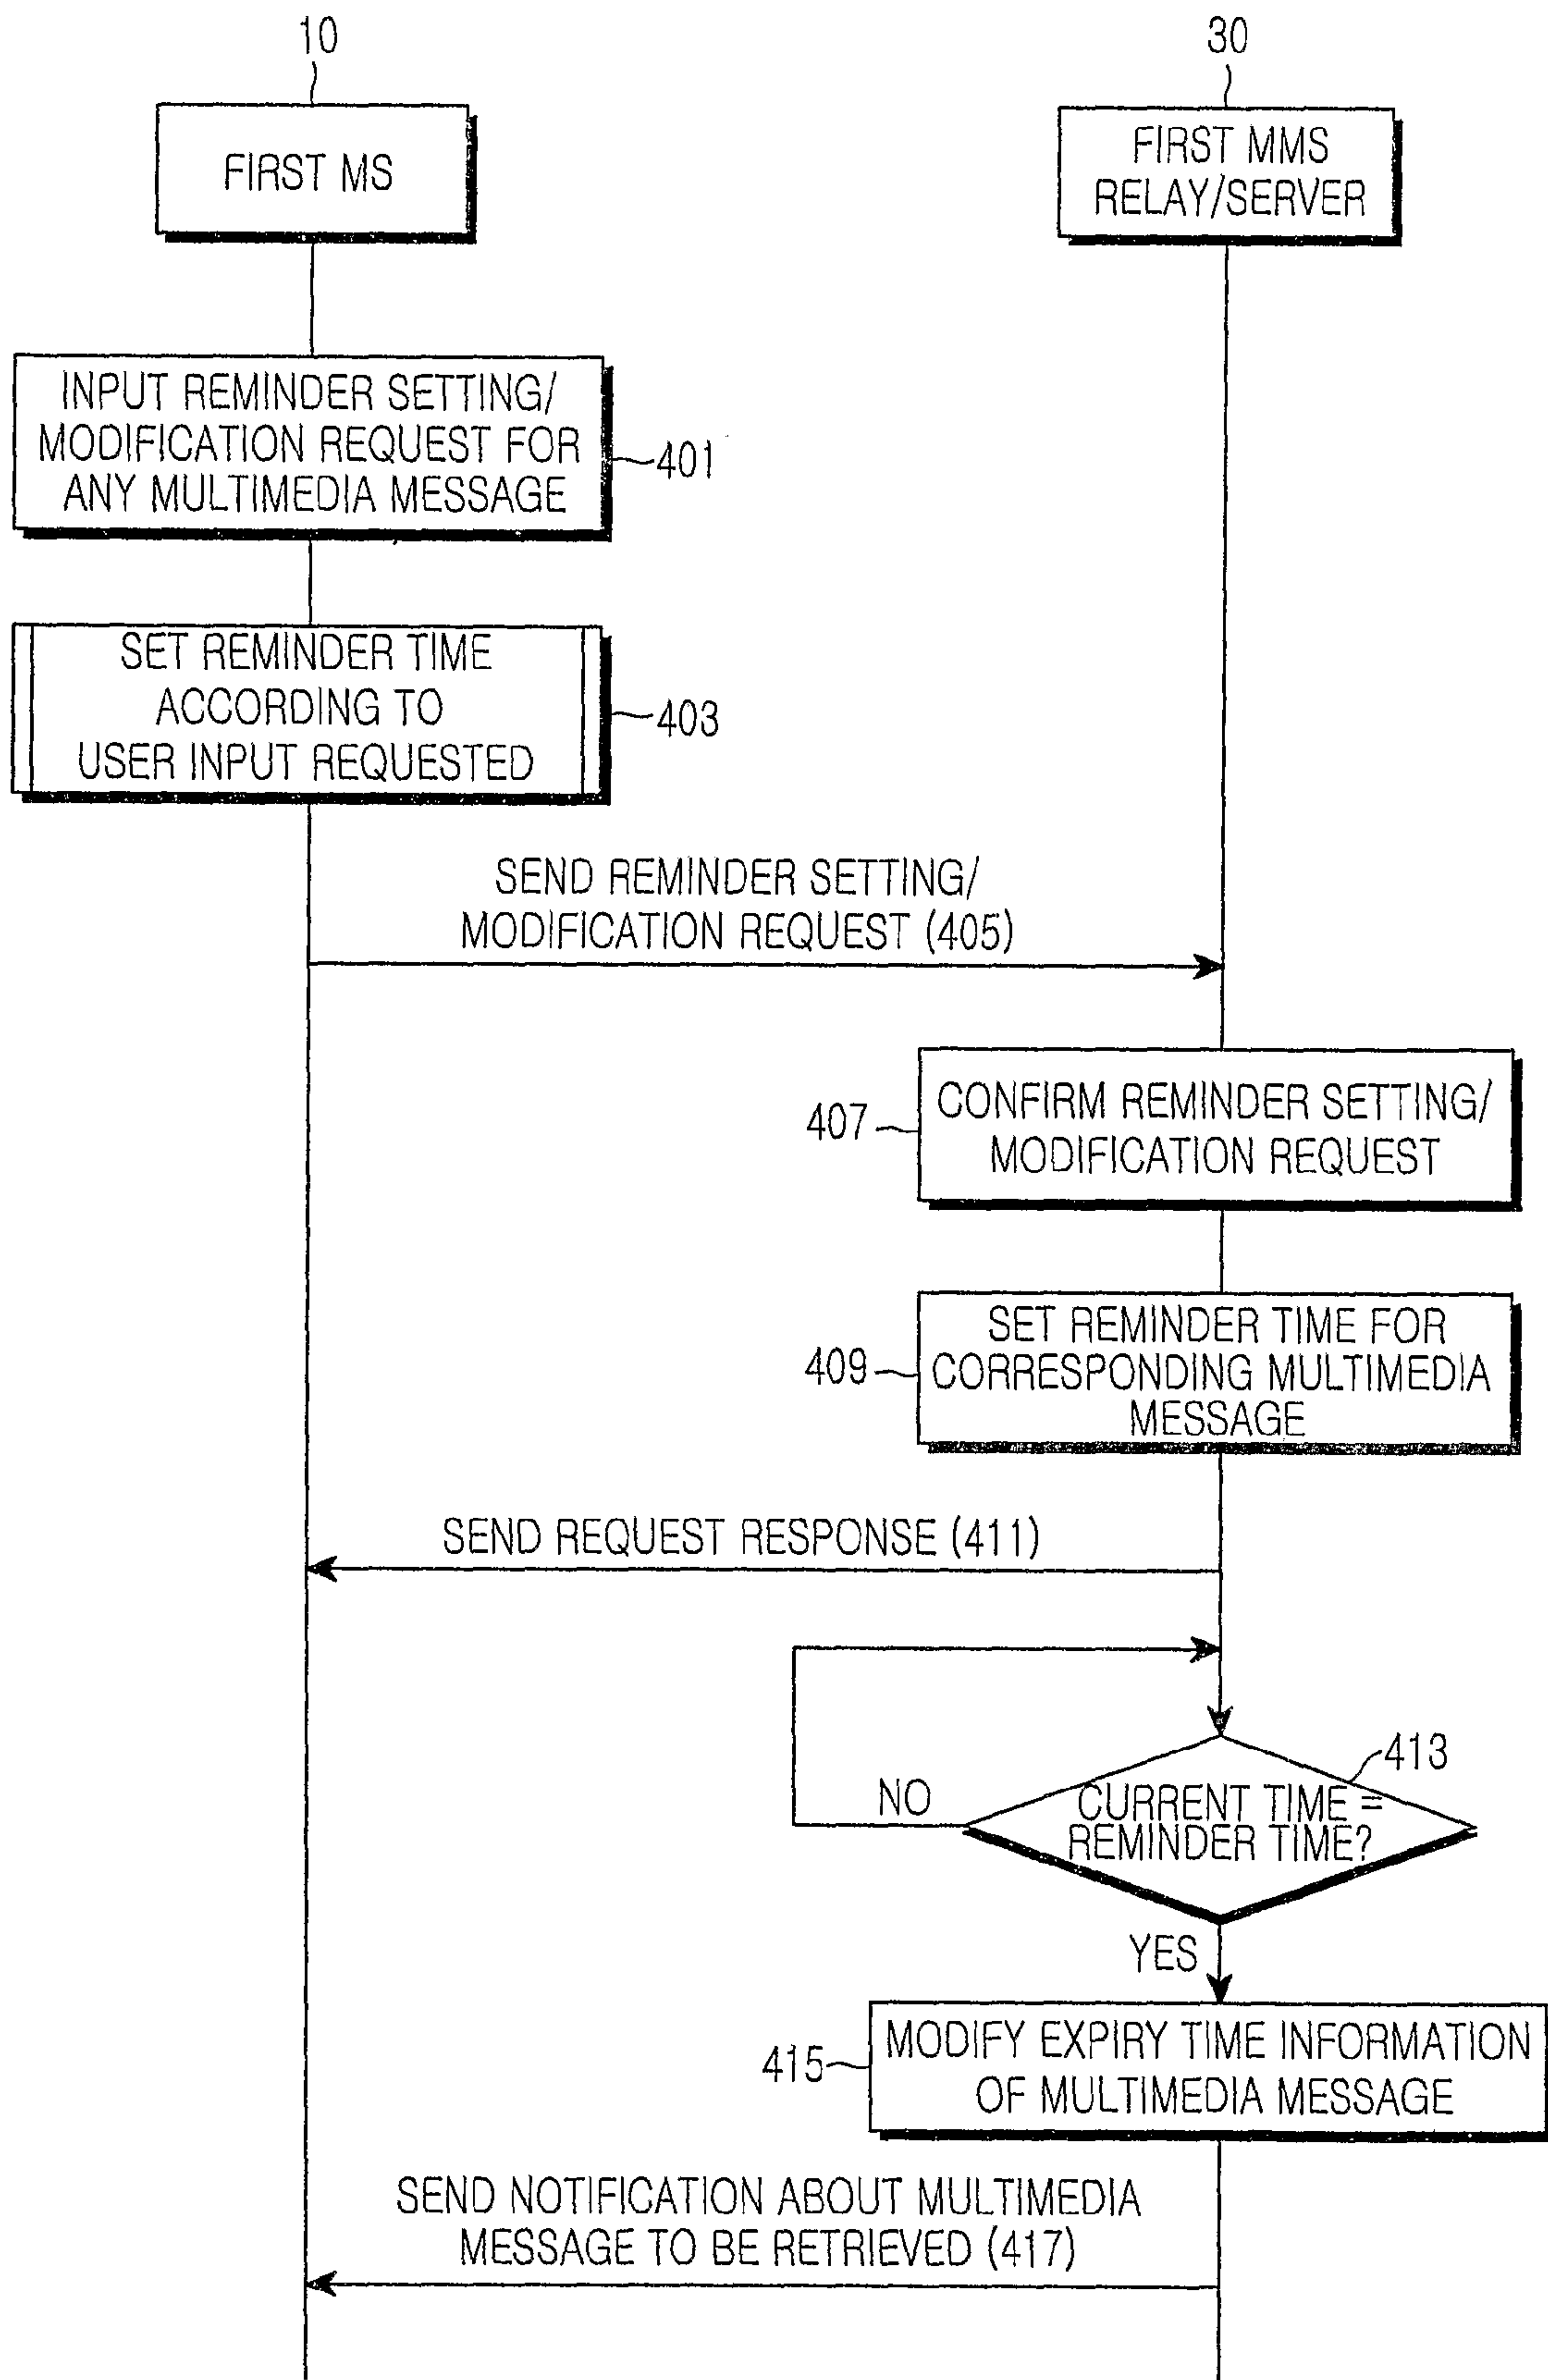 10
30
FIRST MS
FIRST MMS
RELAY/SERVER
INPUT REMINDER SETTING/
MODIFICATION REQUEST FOR
ANY MULTIMEDIA MESSAGE
401
SET REMINDER TIME
ACCORDING TO
USER INPUT REQUESTED
403
SEND REMINDER SETTING/
MODIFICATION REQUEST (405)
407
CONFIRM REMINDER SETTING/
MODIFICATION REQUEST
409
SET REMINDER TIME FOR
CORRESPONDING MULTIMEDIA
MESSAGE
SEND REQUEST RESPONSE (411)
413
NO
CURRENT TIME =
REMINDER TIME?
YES
415
MODIFY EXPIRY TIME INFORMATION
OF MULTIMEDIA MESSAGE
SEND NOTIFICATION ABOUT MULTIMEDIA
MESSAGE TO BE RETRIEVED (417)